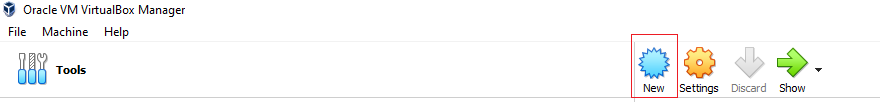 Oracle VM VirtualBox Manager
File Machine Help
Tools
New Settings Discard Show